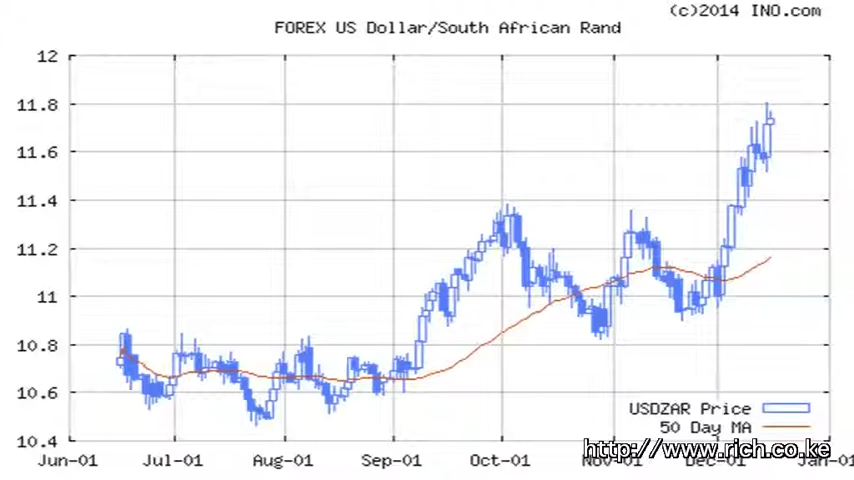 (c)2014 INO.com
FOREX US Dollar/South African Rand
12
11.8
11.6
11.4
11.2
11
10.8
10.6
10.4
USDZAR Price
50 Day MA
http://www.rich.co.ke
Jun-01 Jul-01 Aug-01 Sep-01 Oct-01 Nov-01 Dec-01 Jan-01